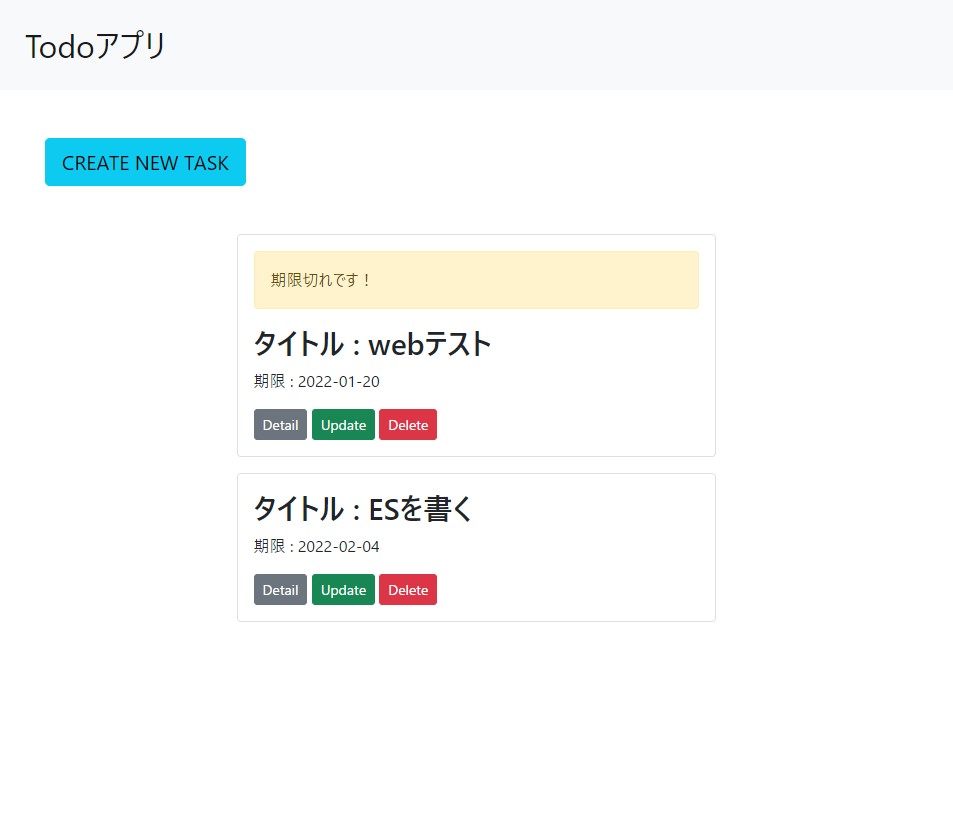 Todoアプリ
CREATE NEW TASK
期限切れです！
タイトル : webテスト
期限 : 2022-01-20
Detail Update Delete
タイトル : ESを書く
期限 : 2022-02-04
Detail Update Delete